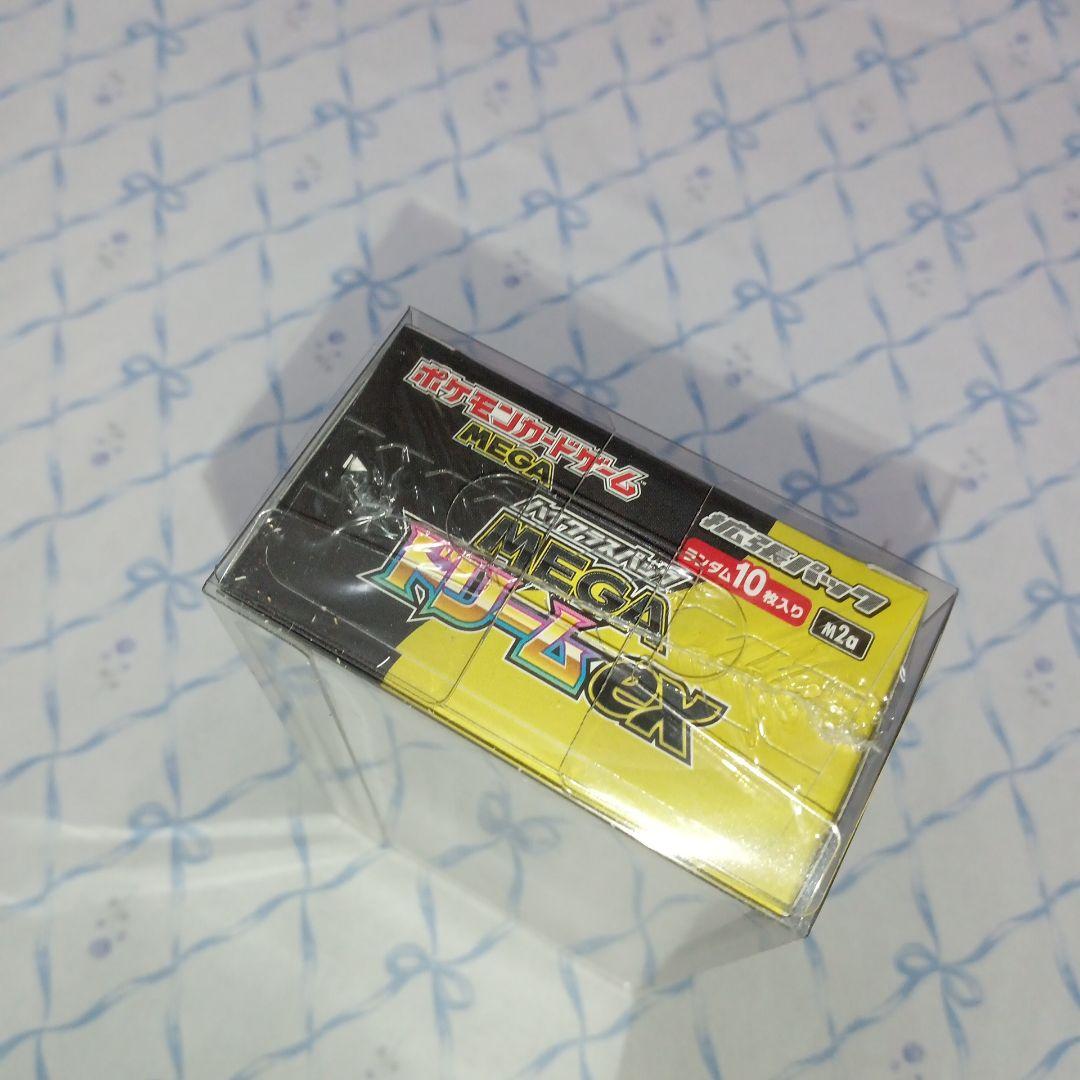 ポケモンカードゲーム
MEGA
ハイクラスパック
MEGA
ドリーム
ex
拡張パック
ランダム10枚入り
M2a